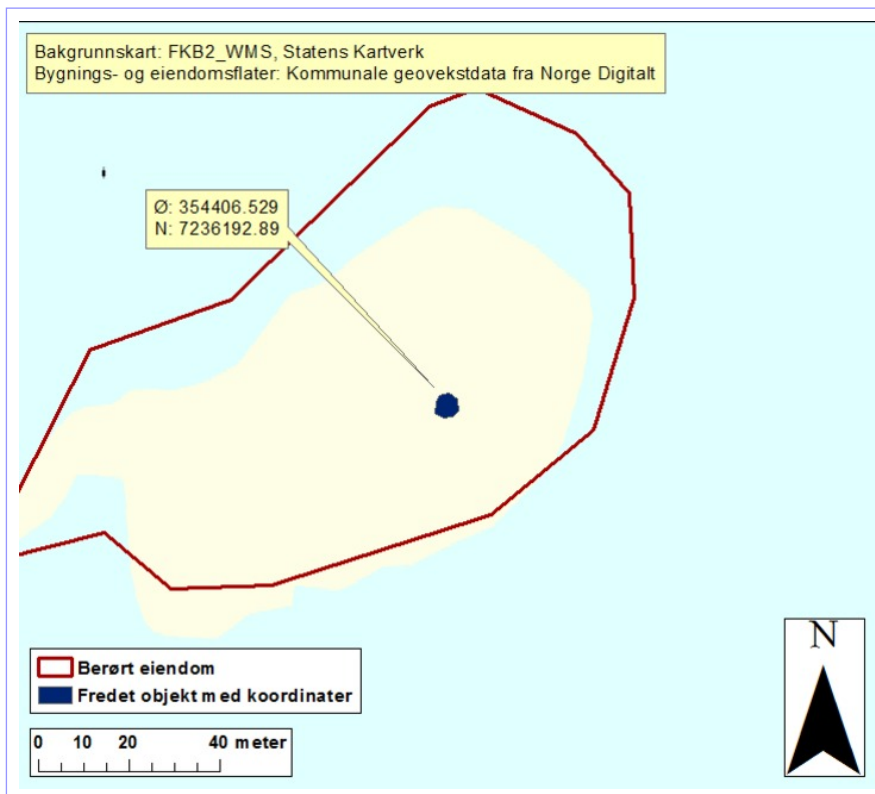 Bakgrunnskart: FKB2_WMS, Statens Kartverk
Bygnings- og eiendomsflater: Kommunale geovekstdata fra Norge Digitalt
Ø: 354406.529
N: 7236192.89
Berørt eiendom
Fredet objekt med koordinater
0 10 20 40 meter
N